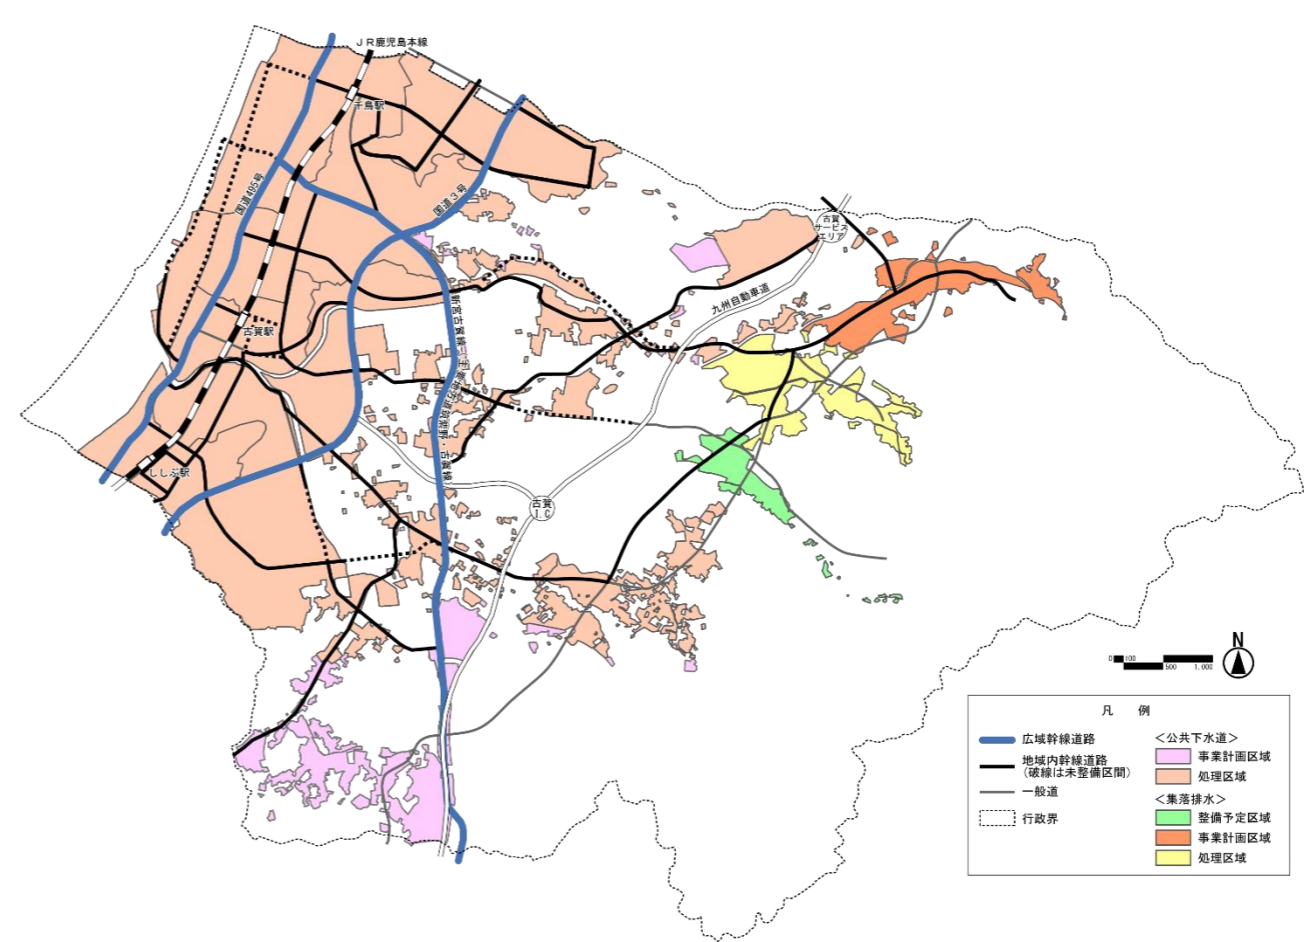 ＪＲ鹿児島本線
千鳥駅
国道495号
国道３号
古賀
サービス
エリア
九州自動車道
古賀駅
ししぶ駅
古賀
I.C
N
0 100
500 1,000
凡　例
広域幹線道路
地域内幹線道路
（破線は未整備区間）
一般道
行政界
＜公共下水道＞
事業計画区域
処理区域
＜集落排水＞
整備予定区域
事業計画区域
処理区域